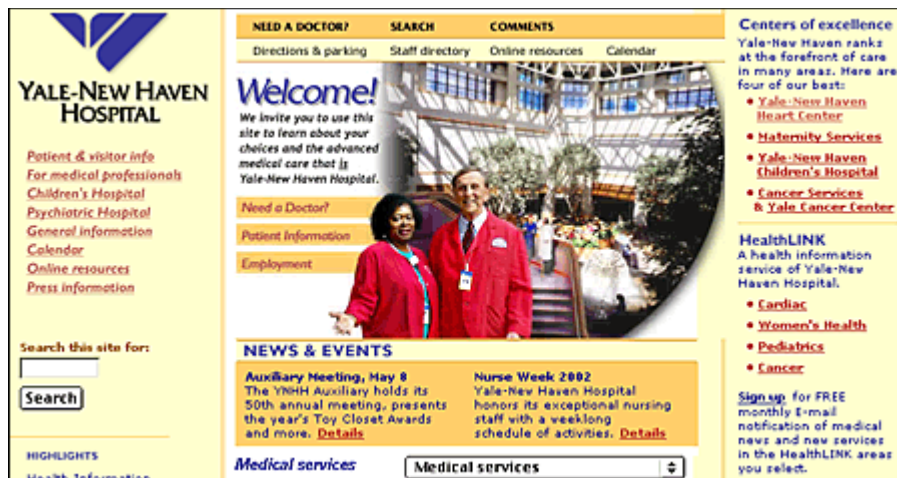 YALE-NEW HAVEN
HOSPITAL
Patient & visitor info
For medical professionals
Children's Hospital
Psychiatric Hospital
General information
Calendar
Online resources
Press information
Search this site for:
Search
HIGHLIGHTS
Health Information
NEED A DOCTOR? SEARCH COMMENTS
Directions & parking Staff directory Online resources Calendar
Welcome!
We invite you to use this
site to learn about your
choices and the advanced
medical care that is
Yale-New Haven Hospital.
Need a Doctor?
Patient Information
Employment
NEWS & EVENTS
Auxiliary Meeting, May 8
The YNHH Auxiliary holds its
50th annual meeting, presents
the year's Toy Closet Awards
and more. Details
Nurse Week 2002
Yale-New Haven Hospital
honors its exceptional nursing
staff with a weeklong
schedule of activities. Details
Medical services
Medical services
Centers of excellence
Yale-New Haven ranks
at the forefront of care
in many areas. Here are
four of our best:
• Yale-New Haven
Heart Center
• Maternity Services
• Yale-New Haven
Children's Hospital
• Cancer Services
& Yale Cancer Center
HealthLINK
A health information
service of Yale-New
Haven Hospital.
• Cardiac
• Women's Health
• Pediatrics
• Cancer
Sign up for FREE
monthly E-mail
notification of medical
news and new services
in the HealthLINK areas
you select.